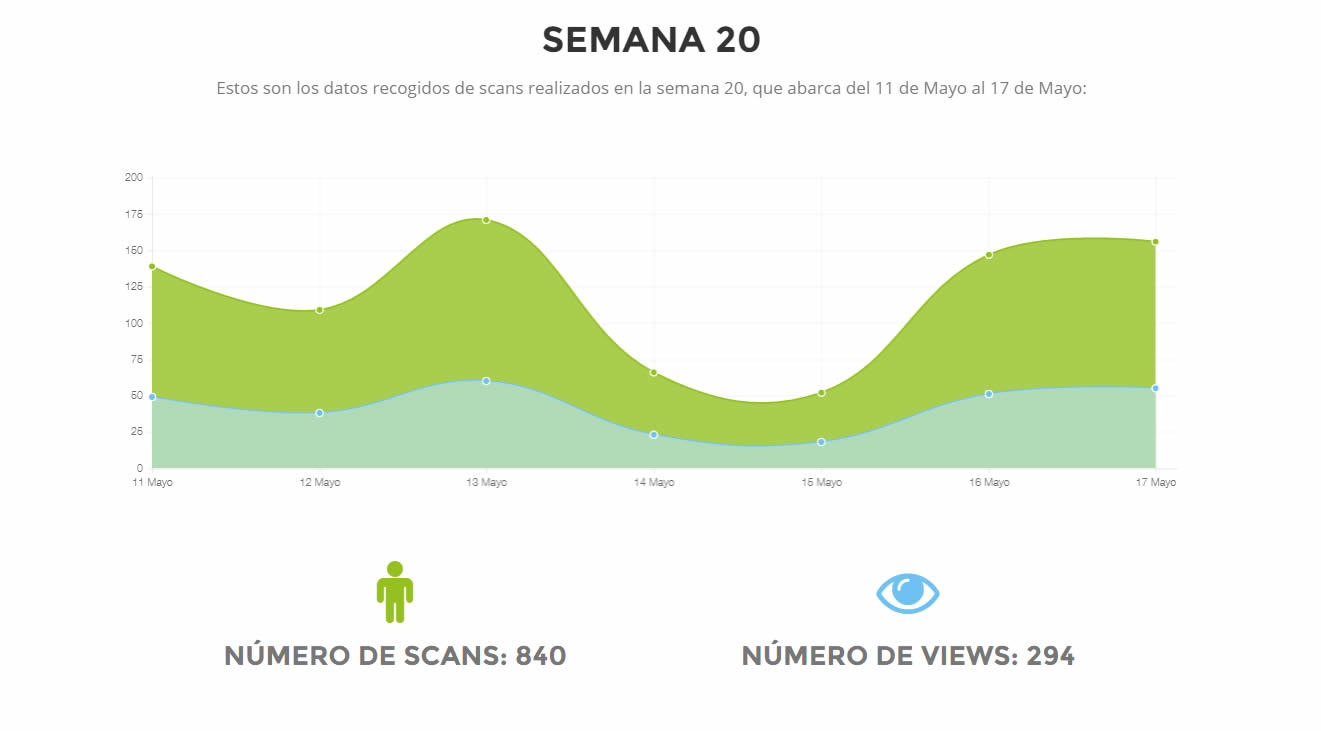 SEMANA 20
Estos son los datos recogidos de scans realizados en la semana 20, que abarca del 11 de Mayo al 17 de Mayo:
200
175
150
125
100
75
50
25
0
11 Mayo 12 Mayo 13 Mayo 14 Mayo 15 Mayo 16 Mayo 17 Mayo
NÚMERO DE SCANS: 840 NÚMERO DE VIEWS: 294